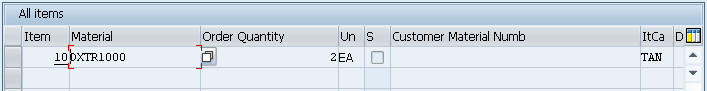 All items
Item Material Order Quantity Un S Customer Material Numb ItCa D
10 DXTR1000 2 EA TAN